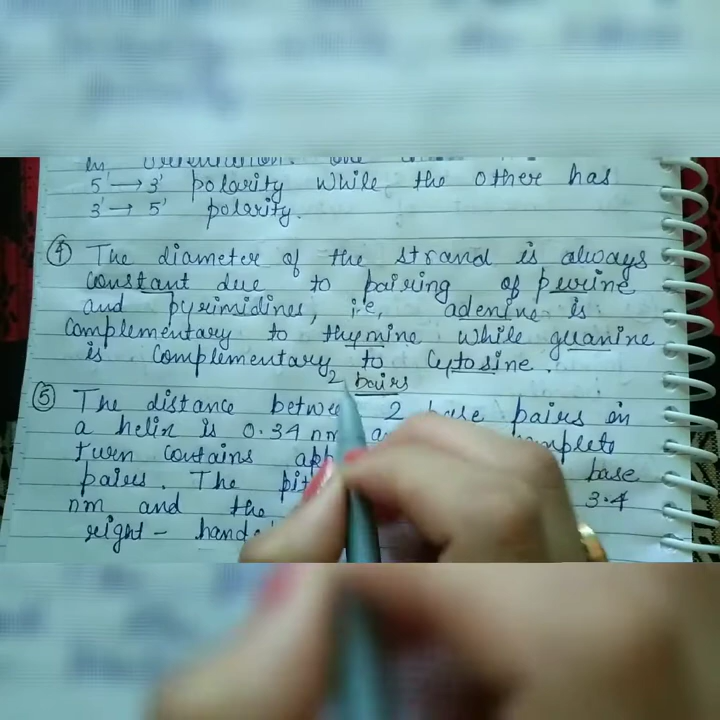 5' → 3' polarity while the other has
3' → 5' polarity.
④ The diameter of the strand is always
constant due to pairing of purine
and pyrimidines, i.e, adenine is
complementary to thymine while guanine
is complementary to cytosine.
2 bairs
⑤ The distance between 2 base pairs in
a helix is 0.34 nm
turn contains
base
paires. The
3.4
nm and the
right-